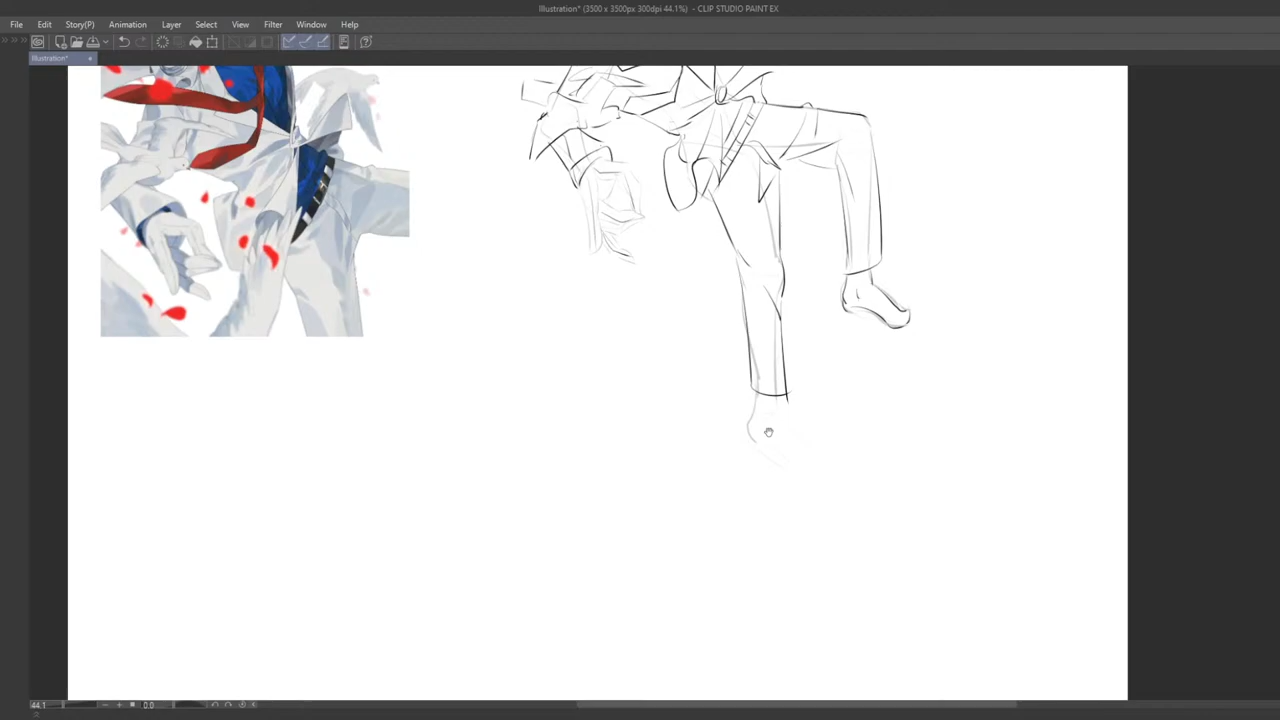 Illustration* (3500 x 3500px 300dpi 44.1%) - CLIP STUDIO PAINT EX
File Edit Story(P) Animation Layer Select View Filter Window Help
Illustration*
44.1 0.0